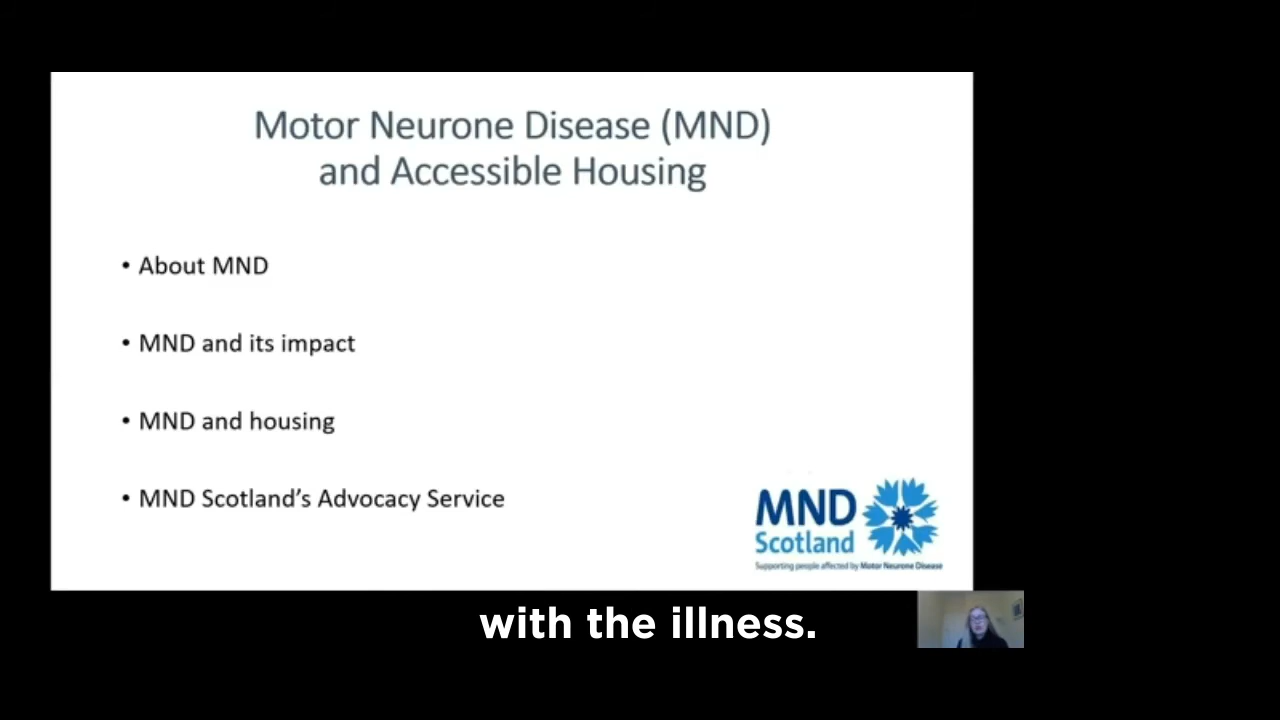 Motor Neurone Disease (MND)
and Accessible Housing
• About MND
• MND and its impact
• MND and housing
• MND Scotland’s Advocacy Service
MND
Scotland
Supporting people affected by Motor Neurone Disease
with the illness.